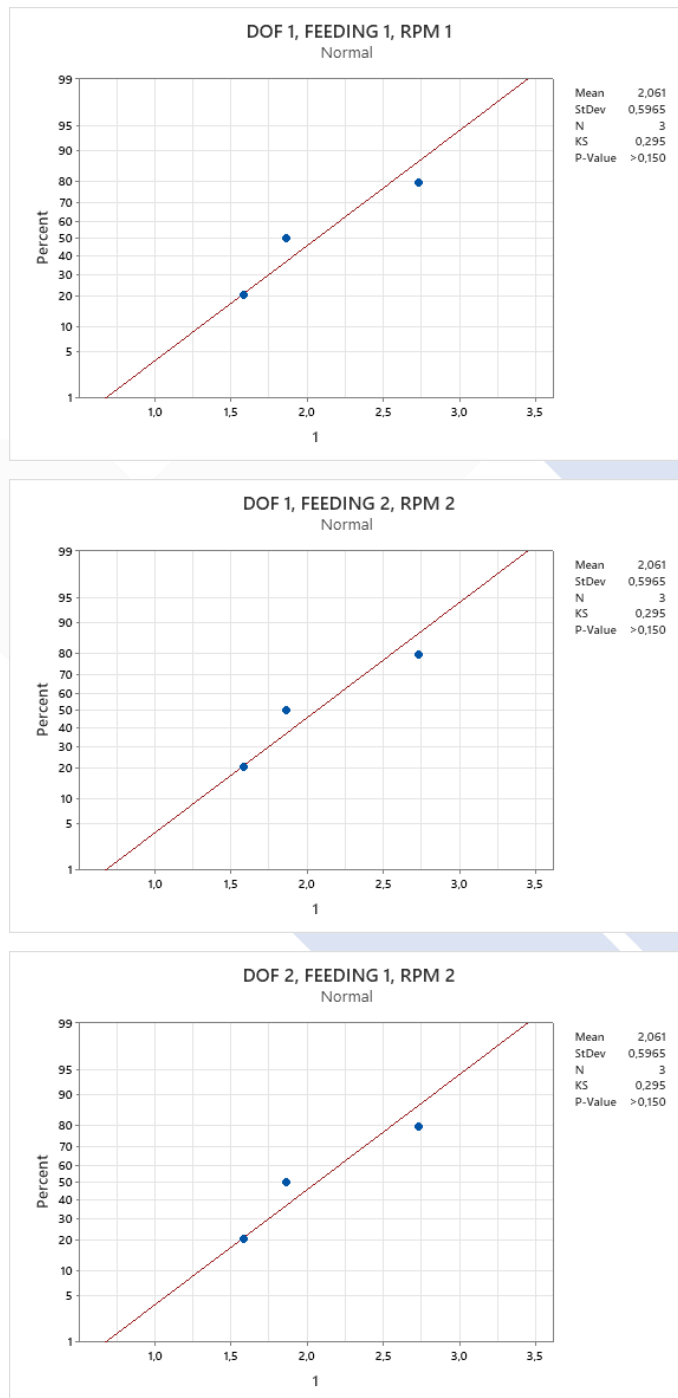 DOF 1, FEEDING 1, RPM 1
Normal
99
95
90
80
70
60
50
40
30
20
10
5
1
Percent
1,0 1,5 2,0 2,5 3,0 3,5
1
Mean 2,061
StDev 0,5965
N 3
KS 0,295
P-Value >0,150
DOF 1, FEEDING 2, RPM 2
Normal
99
95
90
80
70
60
50
40
30
20
10
5
1
Percent
1,0 1,5 2,0 2,5 3,0 3,5
1
Mean 2,061
StDev 0,5965
N 3
KS 0,295
P-Value >0,150
DOF 2, FEEDING 1, RPM 2
Normal
99
95
90
80
70
60
50
40
30
20
10
5
1
Percent
1,0 1,5 2,0 2,5 3,0 3,5
1
Mean 2,061
StDev 0,5965
N 3
KS 0,295
P-Value >0,150